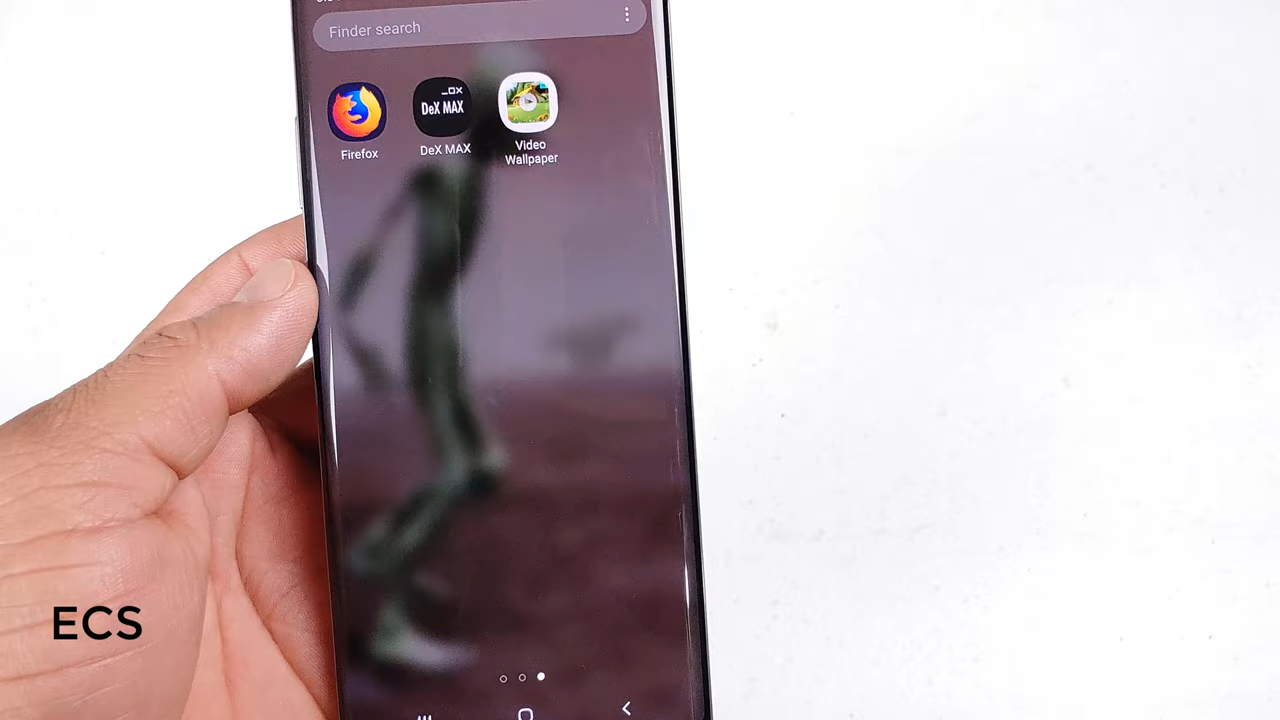 Finder search
DeX MAX
Firefox
DeX MAX
Video
Wallpaper
ECS